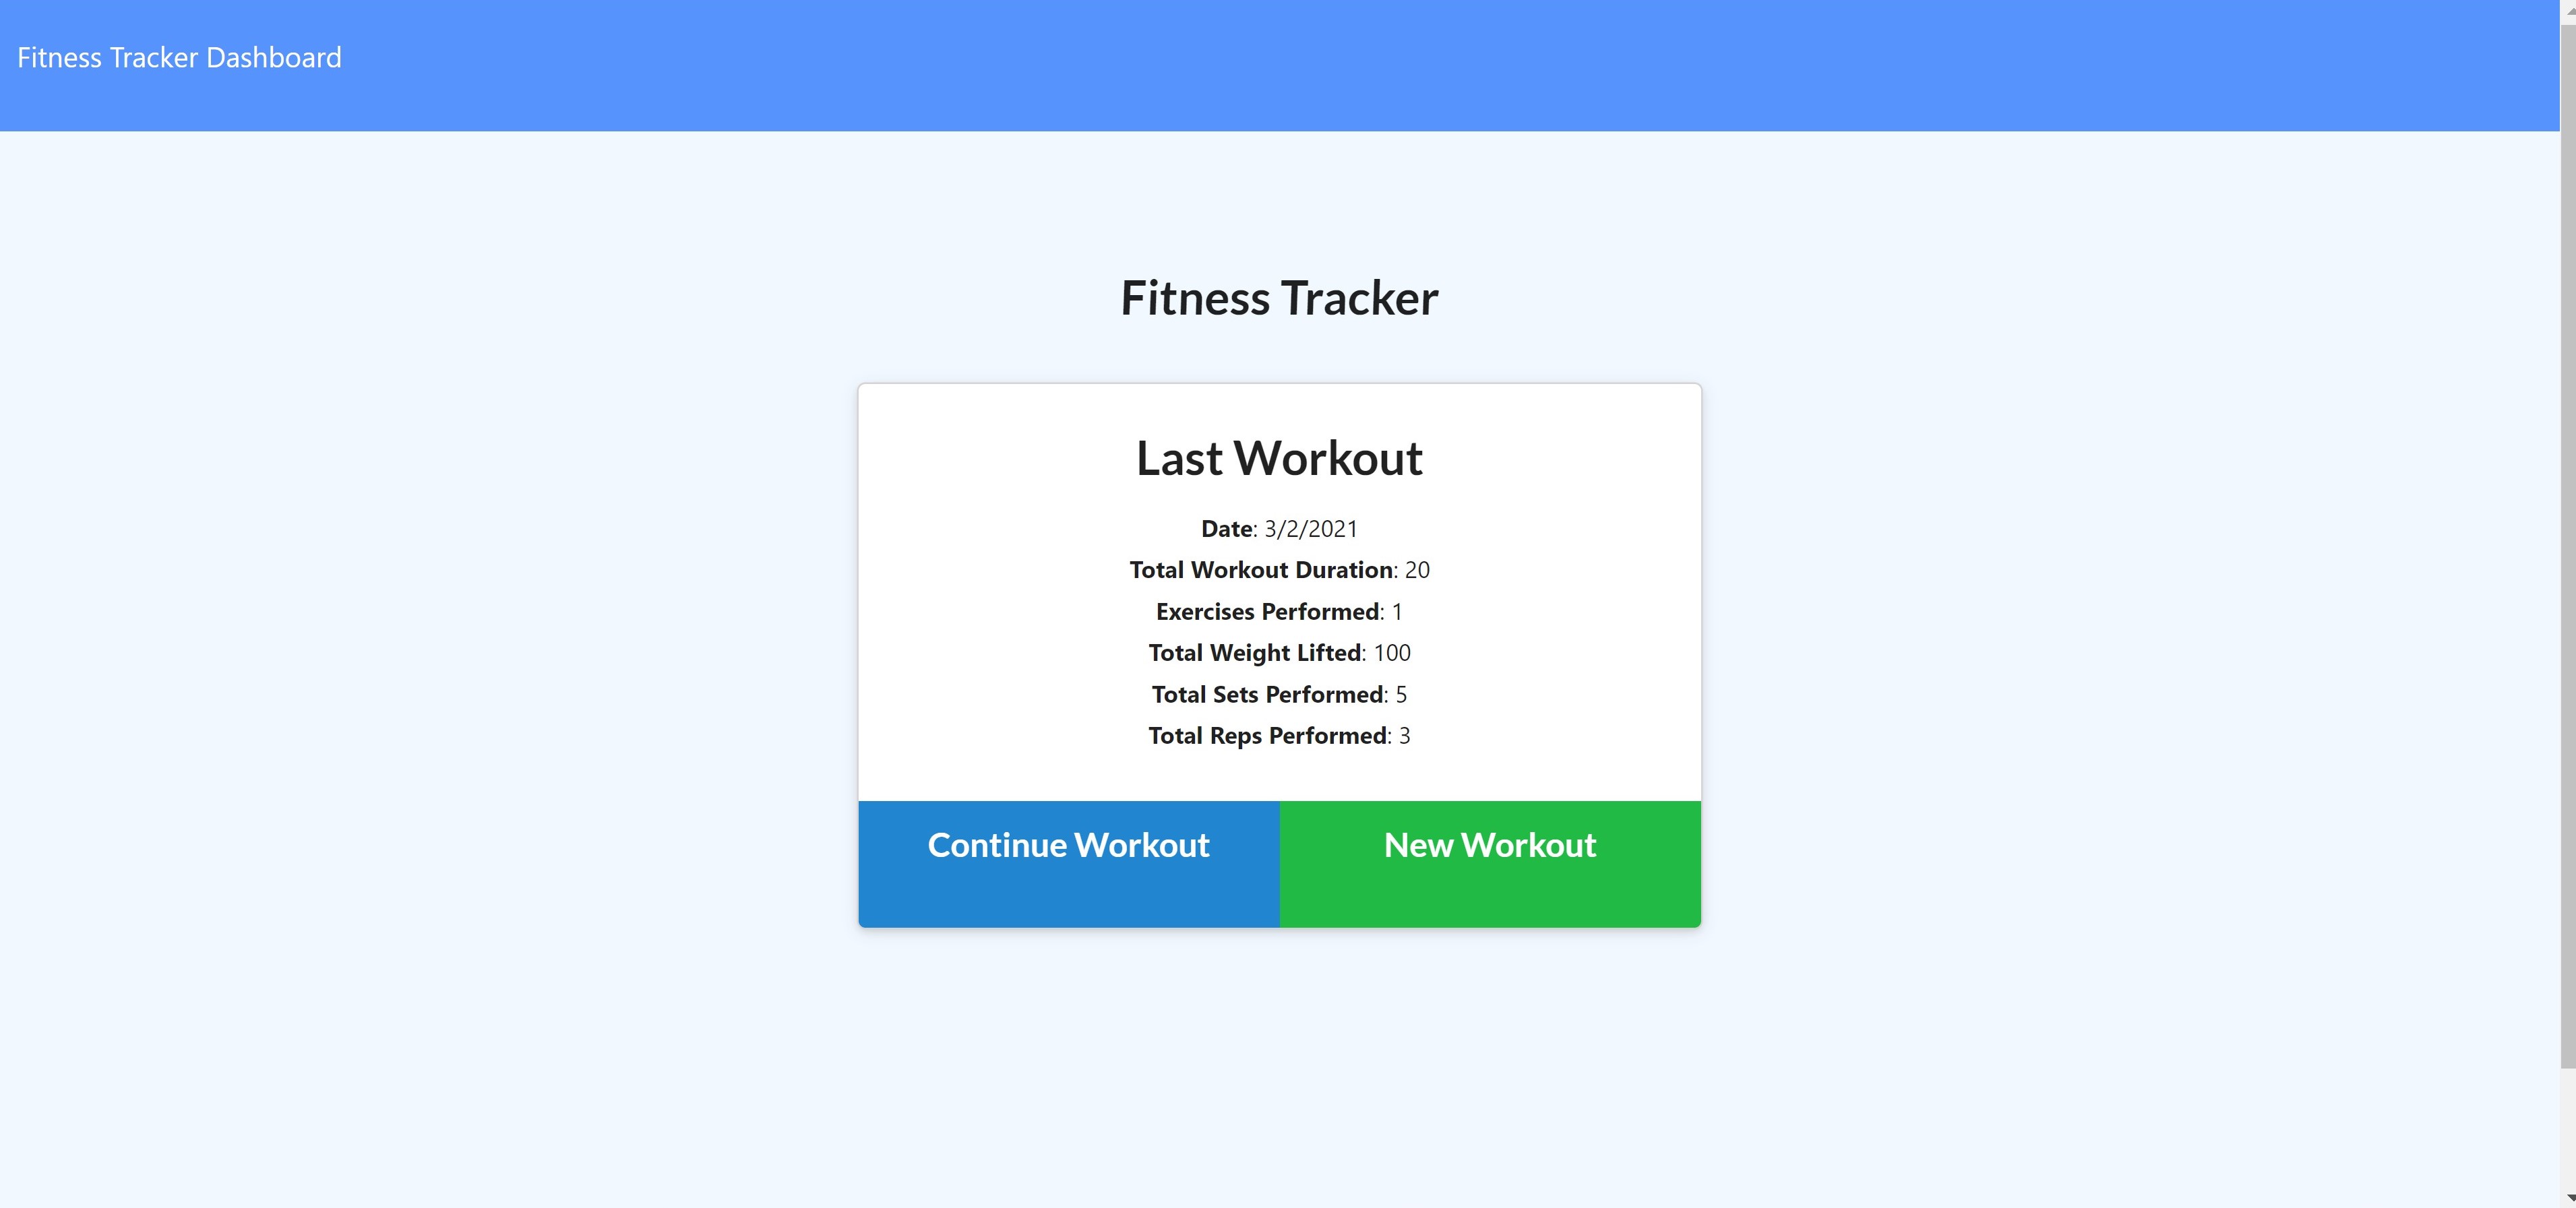 Fitness Tracker Dashboard
Fitness Tracker
Last Workout
Date: 3/2/2021
Total Workout Duration: 20
Exercises Performed: 1
Total Weight Lifted: 100
Total Sets Performed: 5
Total Reps Performed: 3
Continue Workout New Workout